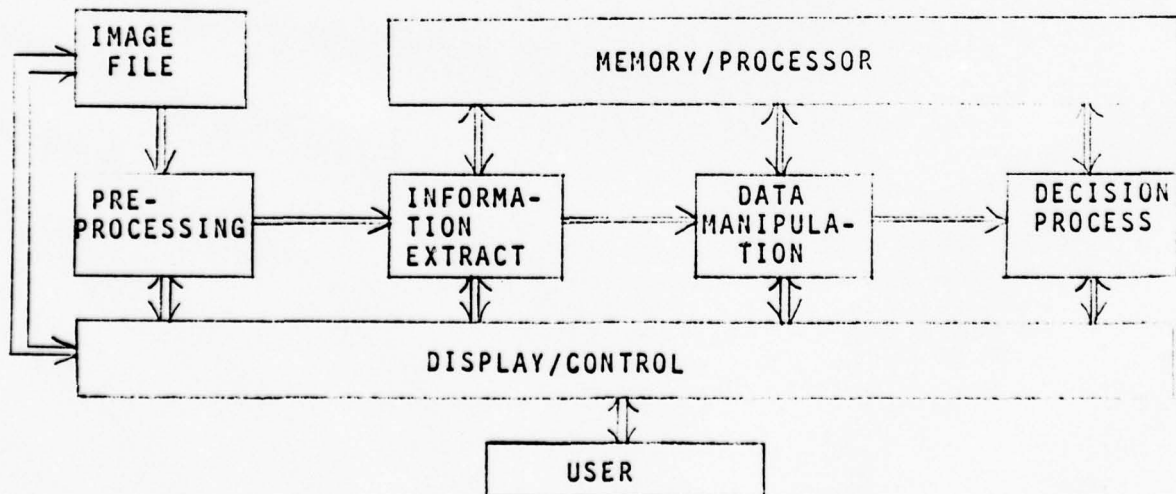 IMAGE
FILE
MEMORY/PROCESSOR
PRE-
PROCESSING
INFORMA-
TION
EXTRACT
DATA
MANIPULA-
TION
DECISION
PROCESS
DISPLAY/CONTROL
USER